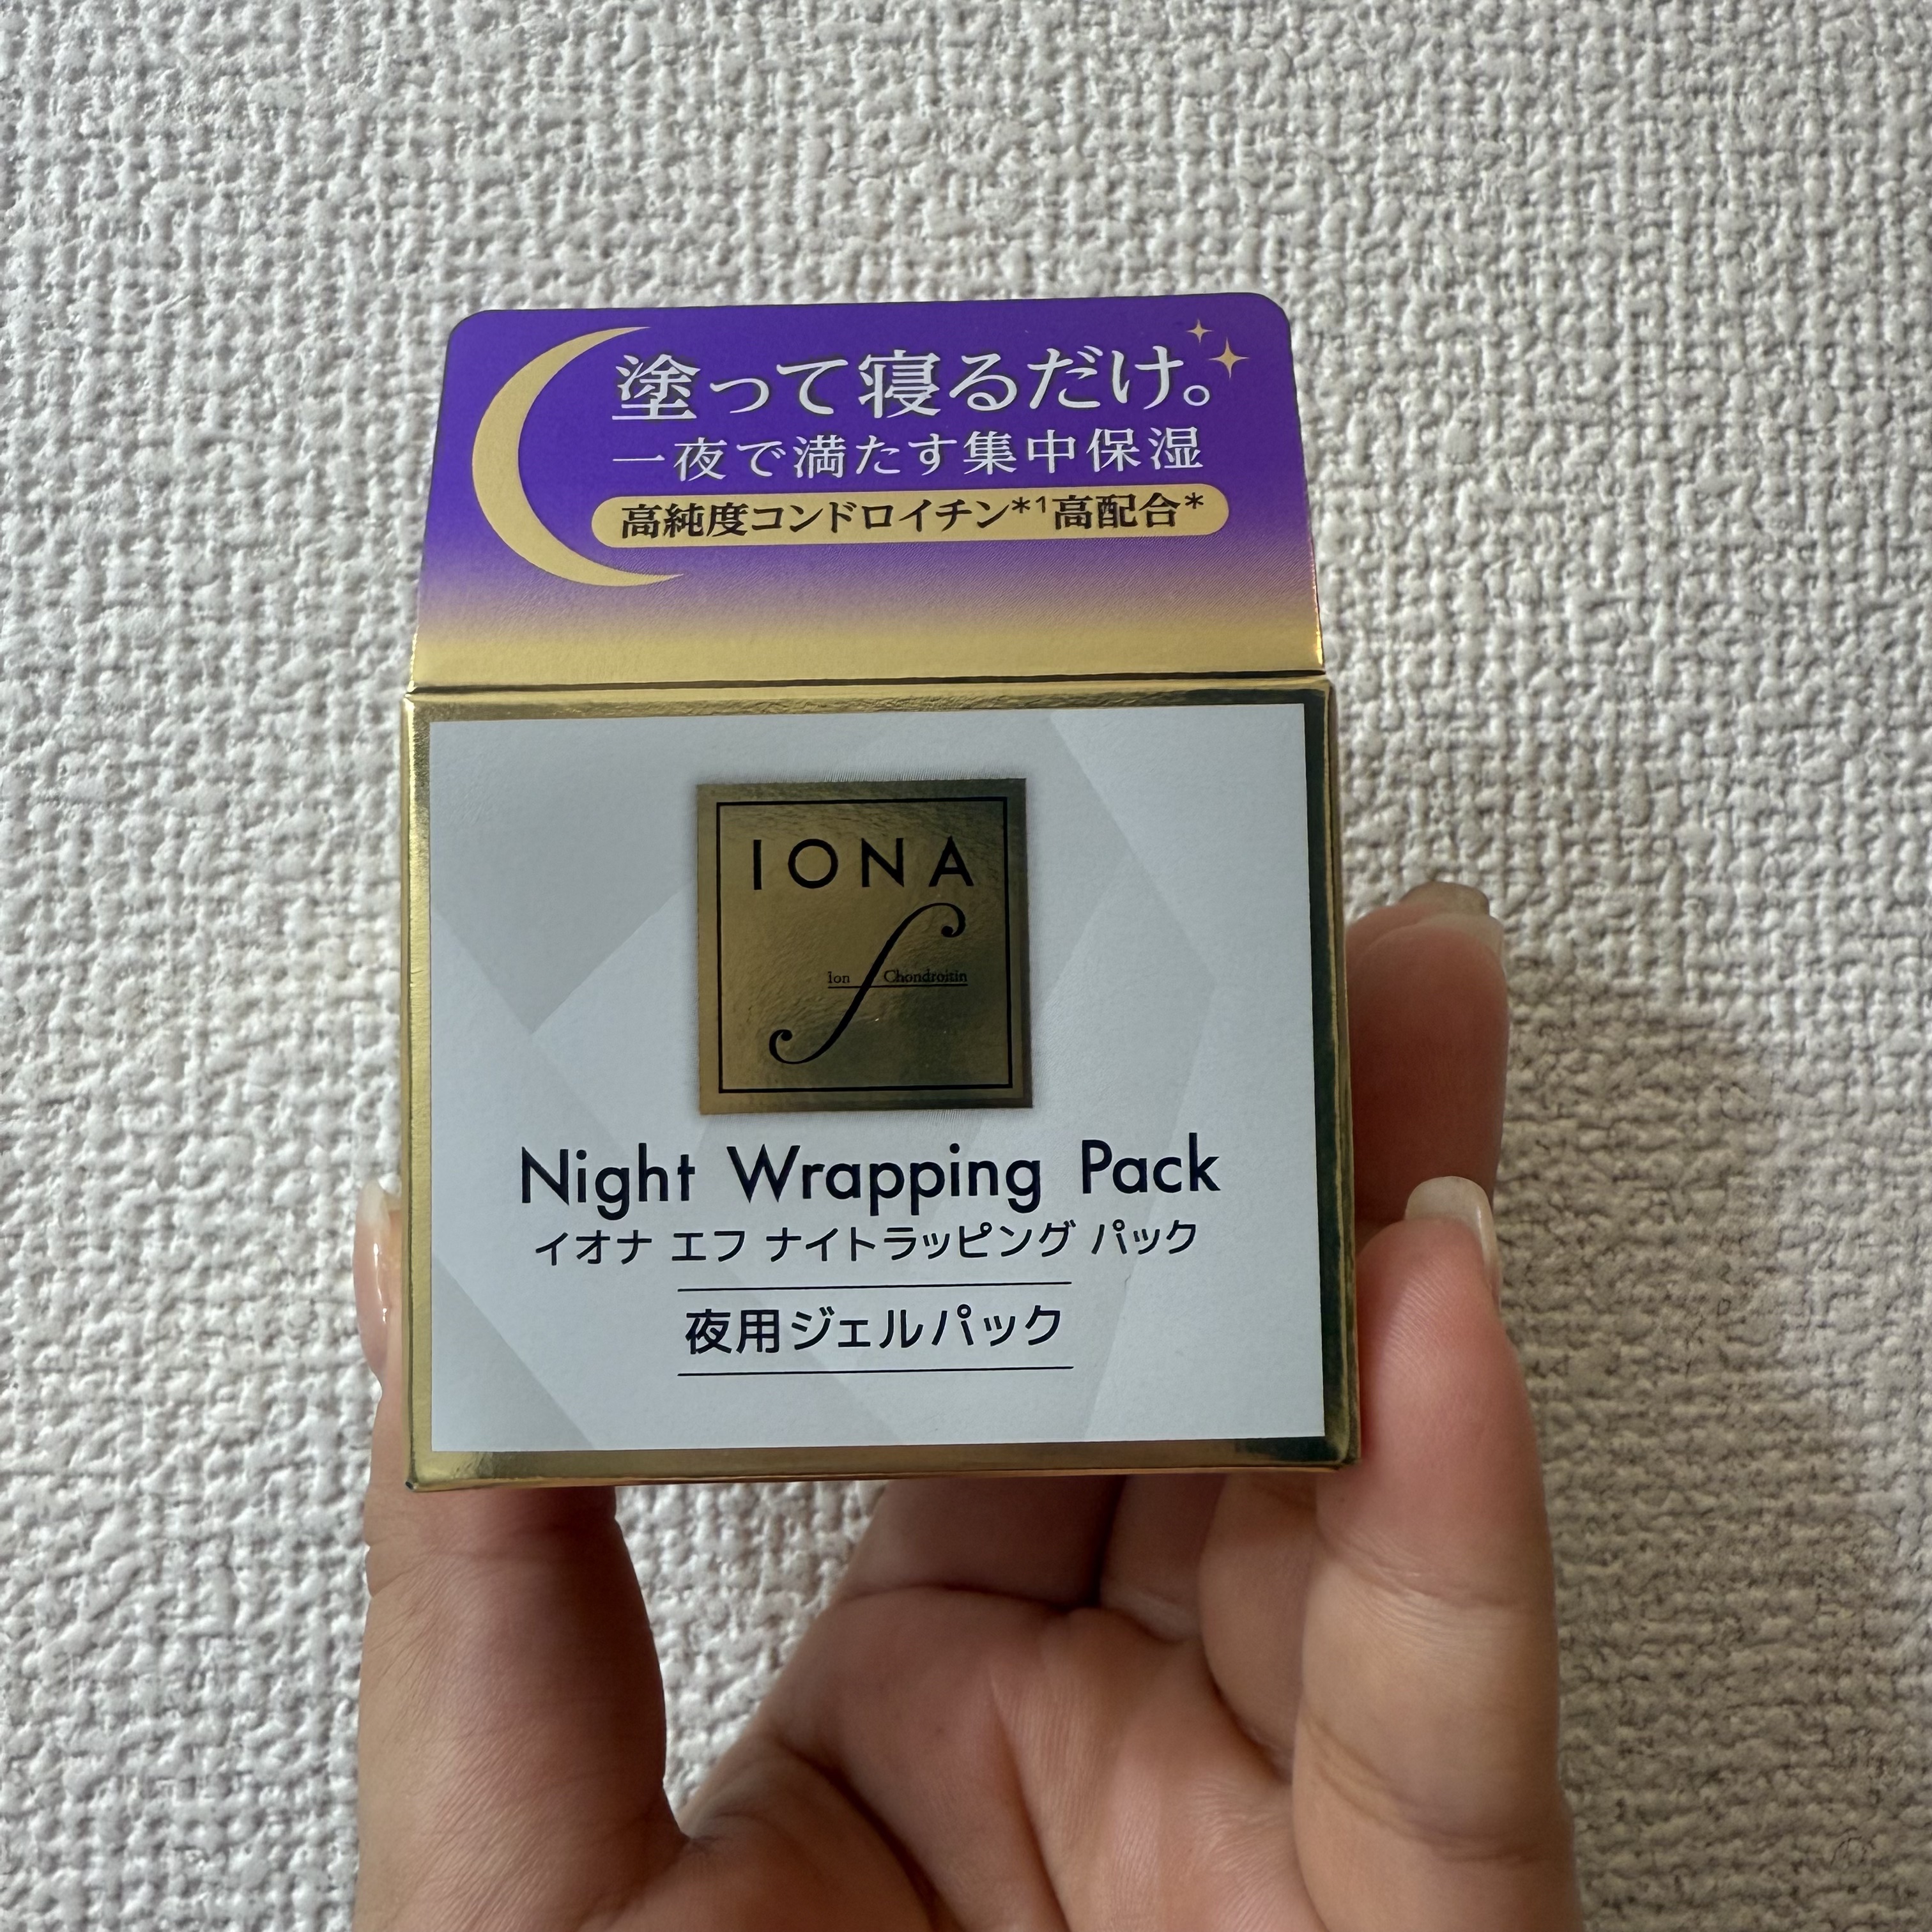 塗って寝るだけ。
一夜で満たす集中保湿
高純度コンドロイチン*1高配合*
IONA
f
Ion Chondroitin
Night Wrapping Pack
イオナ エフ ナイトラッピング パック
夜用ジェルパック